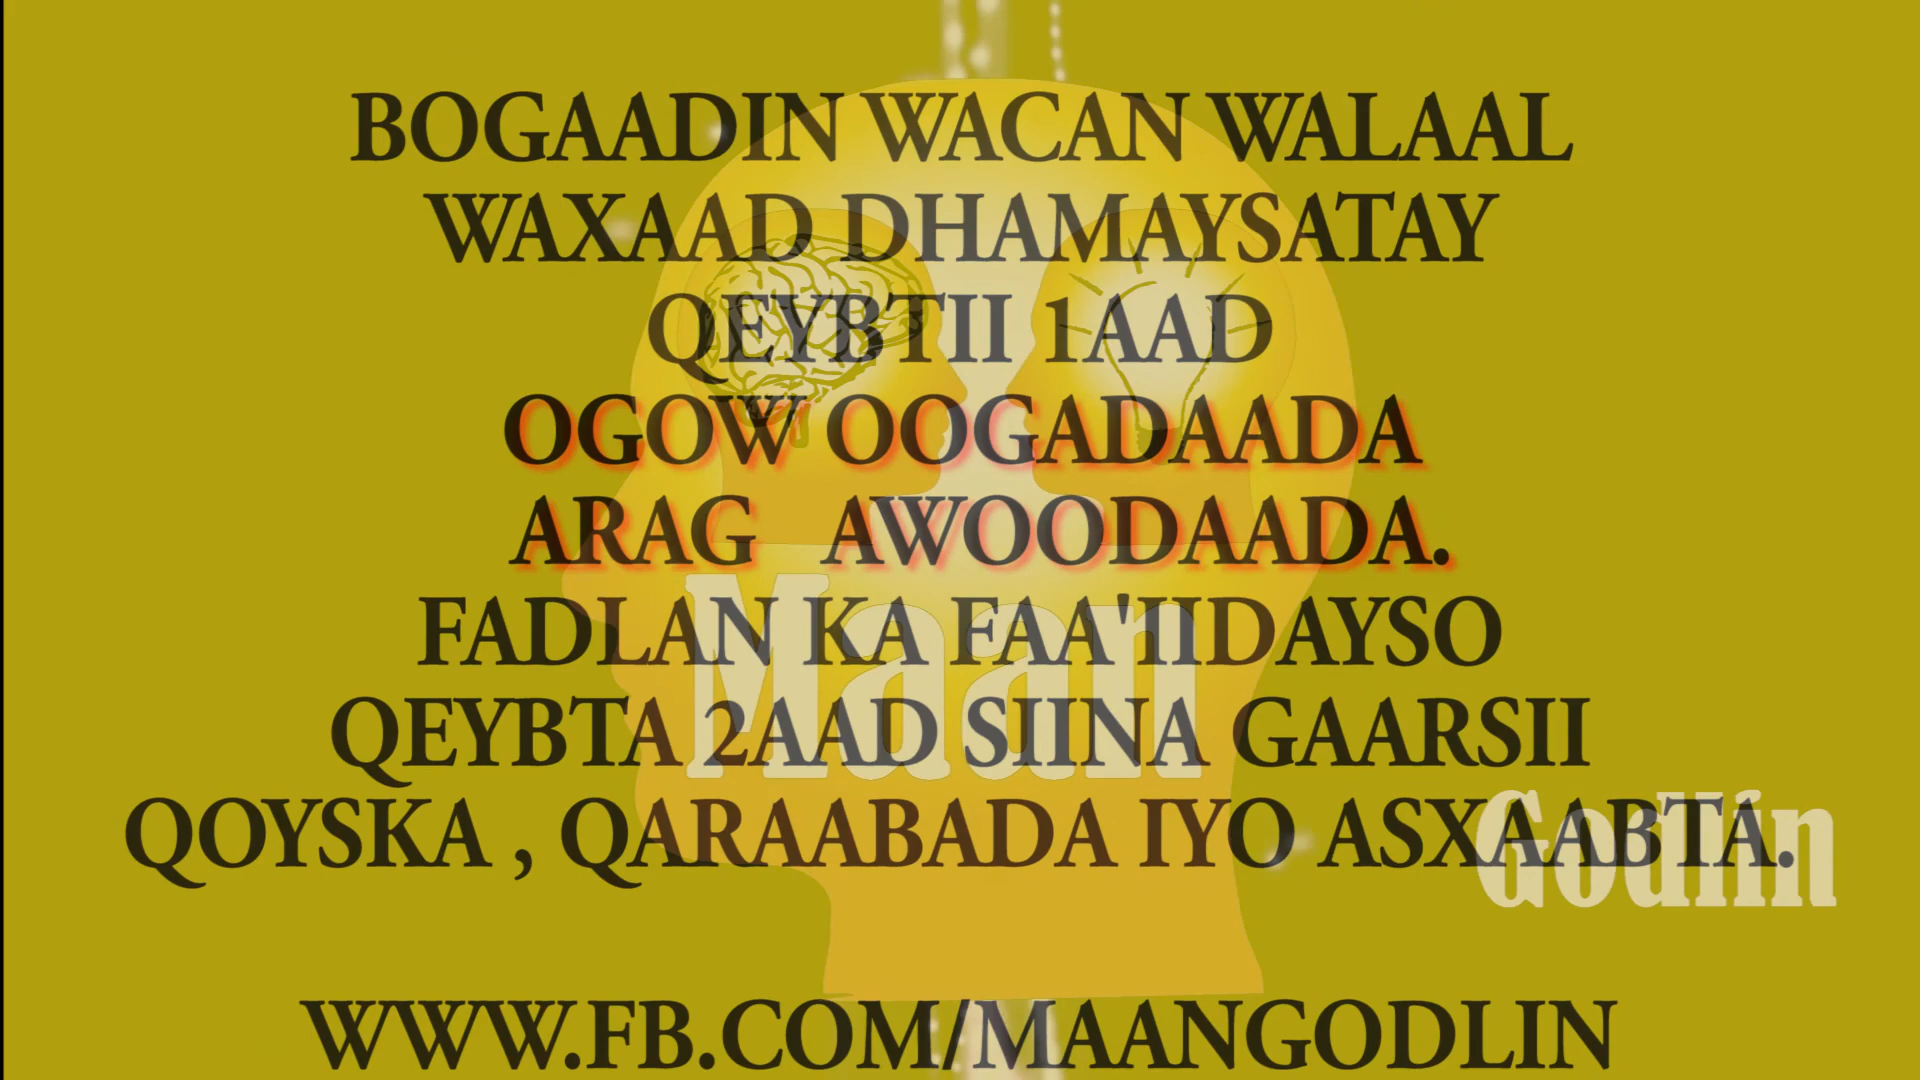 BOGAADIN WACAN WALAAL
WAXAAD DHAMAYSATAY
QEYBTII 1AAD
OGOW OOGADAADA
ARAG AWOODAADA.
FADLAN KA FAA'IIDAYSO
Maan
QEYBTA 2AAD SIINA GAARSII
QOYSKA , QARAABADA IYO ASXAABTA.
Godlin
WWW.FB.COM/MAANGODLIN